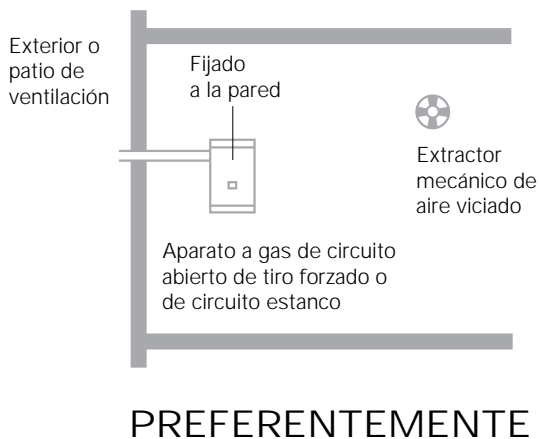 Exterior o
patio de
ventilación
Fijado
a la pared
Extractor
mecánico de
aire viciado
Aparato a gas de circuito
abierto de tiro forzado o
de circuito estanco
PREFERENTEMENTE